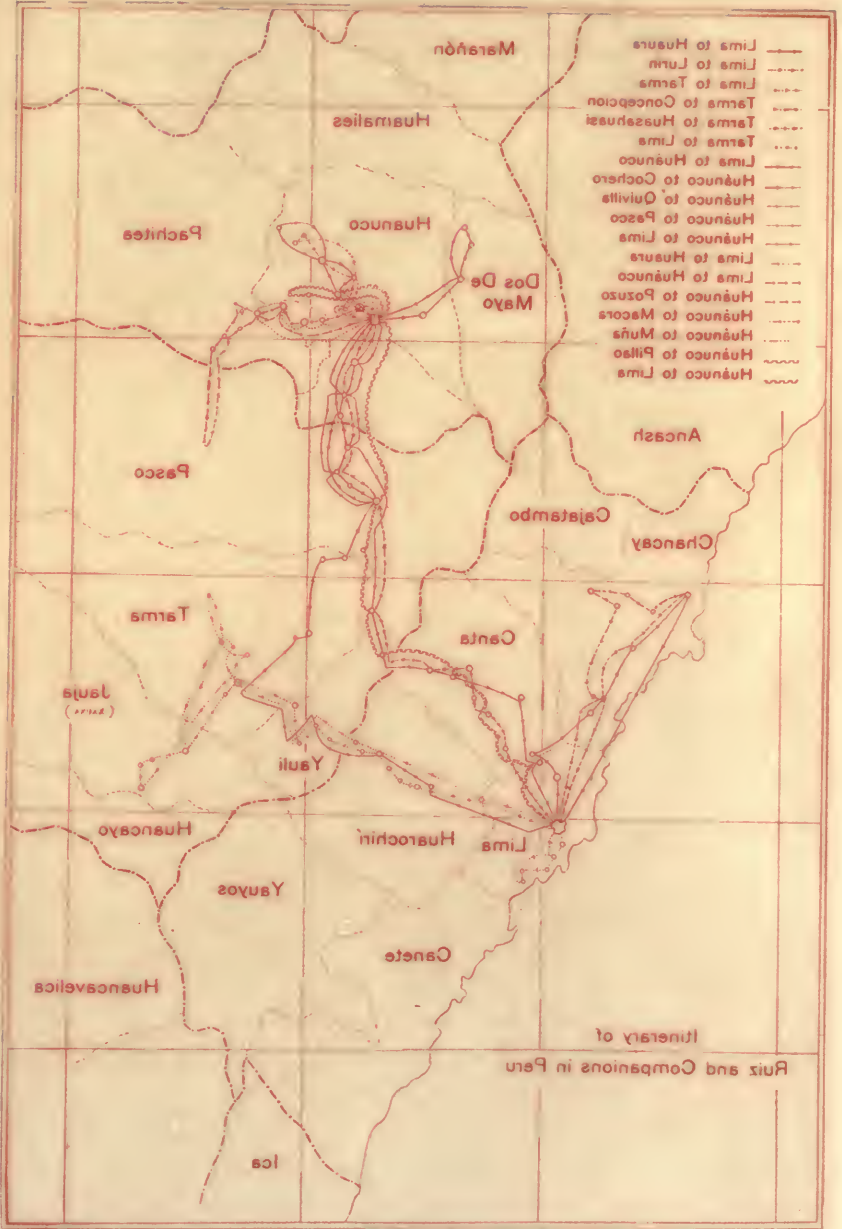 Lima to Huaura
Lima to Lurin
Lima to Tarma
Tarma to Concepcion
Tarma to Huasahuasi
Tarma to Lima
Lima to Huánuco
Huánuco to Cochero
Huánuco to Quivilla
Huánuco to Pasco
Huánuco to Lima
Lima to Huaura
Lima to Huánuco
Huánuco to Pozuzo
Huánuco to Macora
Huánuco to Muña
Huánuco to Pillao
Huánuco to Lima
Marañón
Huamalies
Huanuco
Pachitea
Dos De
Mayo
Ancash
Pasco
Cajatambo
Chancay
Tarma
Canta
Jauja
(XAUXA)
Yauli
Huancayo
Huarochirí
Lima
Yauyos
Canete
Huancavelica
Itinerary of
Ruiz and Companions in Peru
Ica